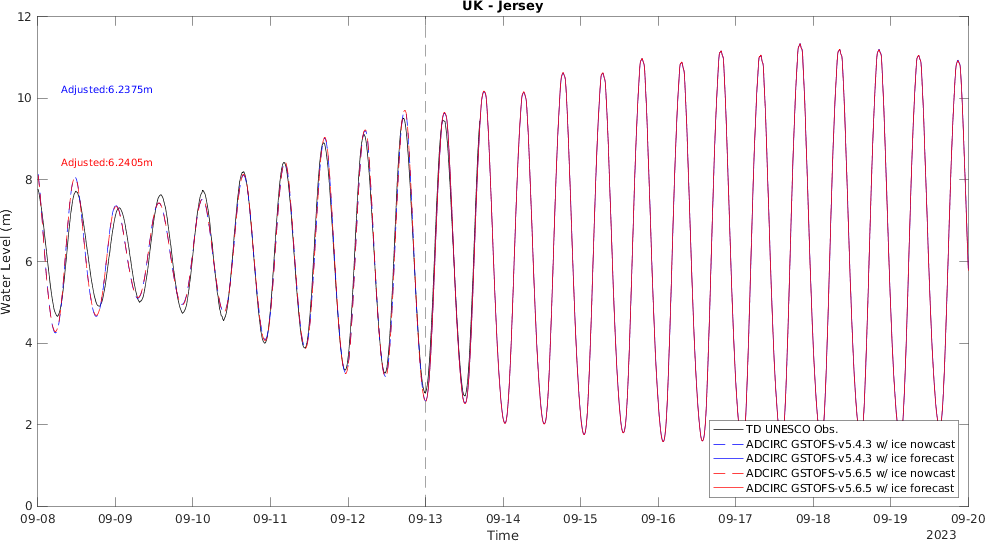 UK - Jersey
12
10
8
6
4
2
0
Water Level (m)
Adjusted:6.2375m
Adjusted:6.2405m
TD UNESCO Obs.
ADCIRC GSTOFS-v5.4.3 w/ ice nowcast
ADCIRC GSTOFS-v5.4.3 w/ ice forecast
ADCIRC GSTOFS-v5.6.5 w/ ice nowcast
ADCIRC GSTOFS-v5.6.5 w/ ice forecast
09-08 09-09 09-10 09-11 09-12 09-13 09-14 09-15 09-16 09-17 09-18 09-19 09-20
Time
2023